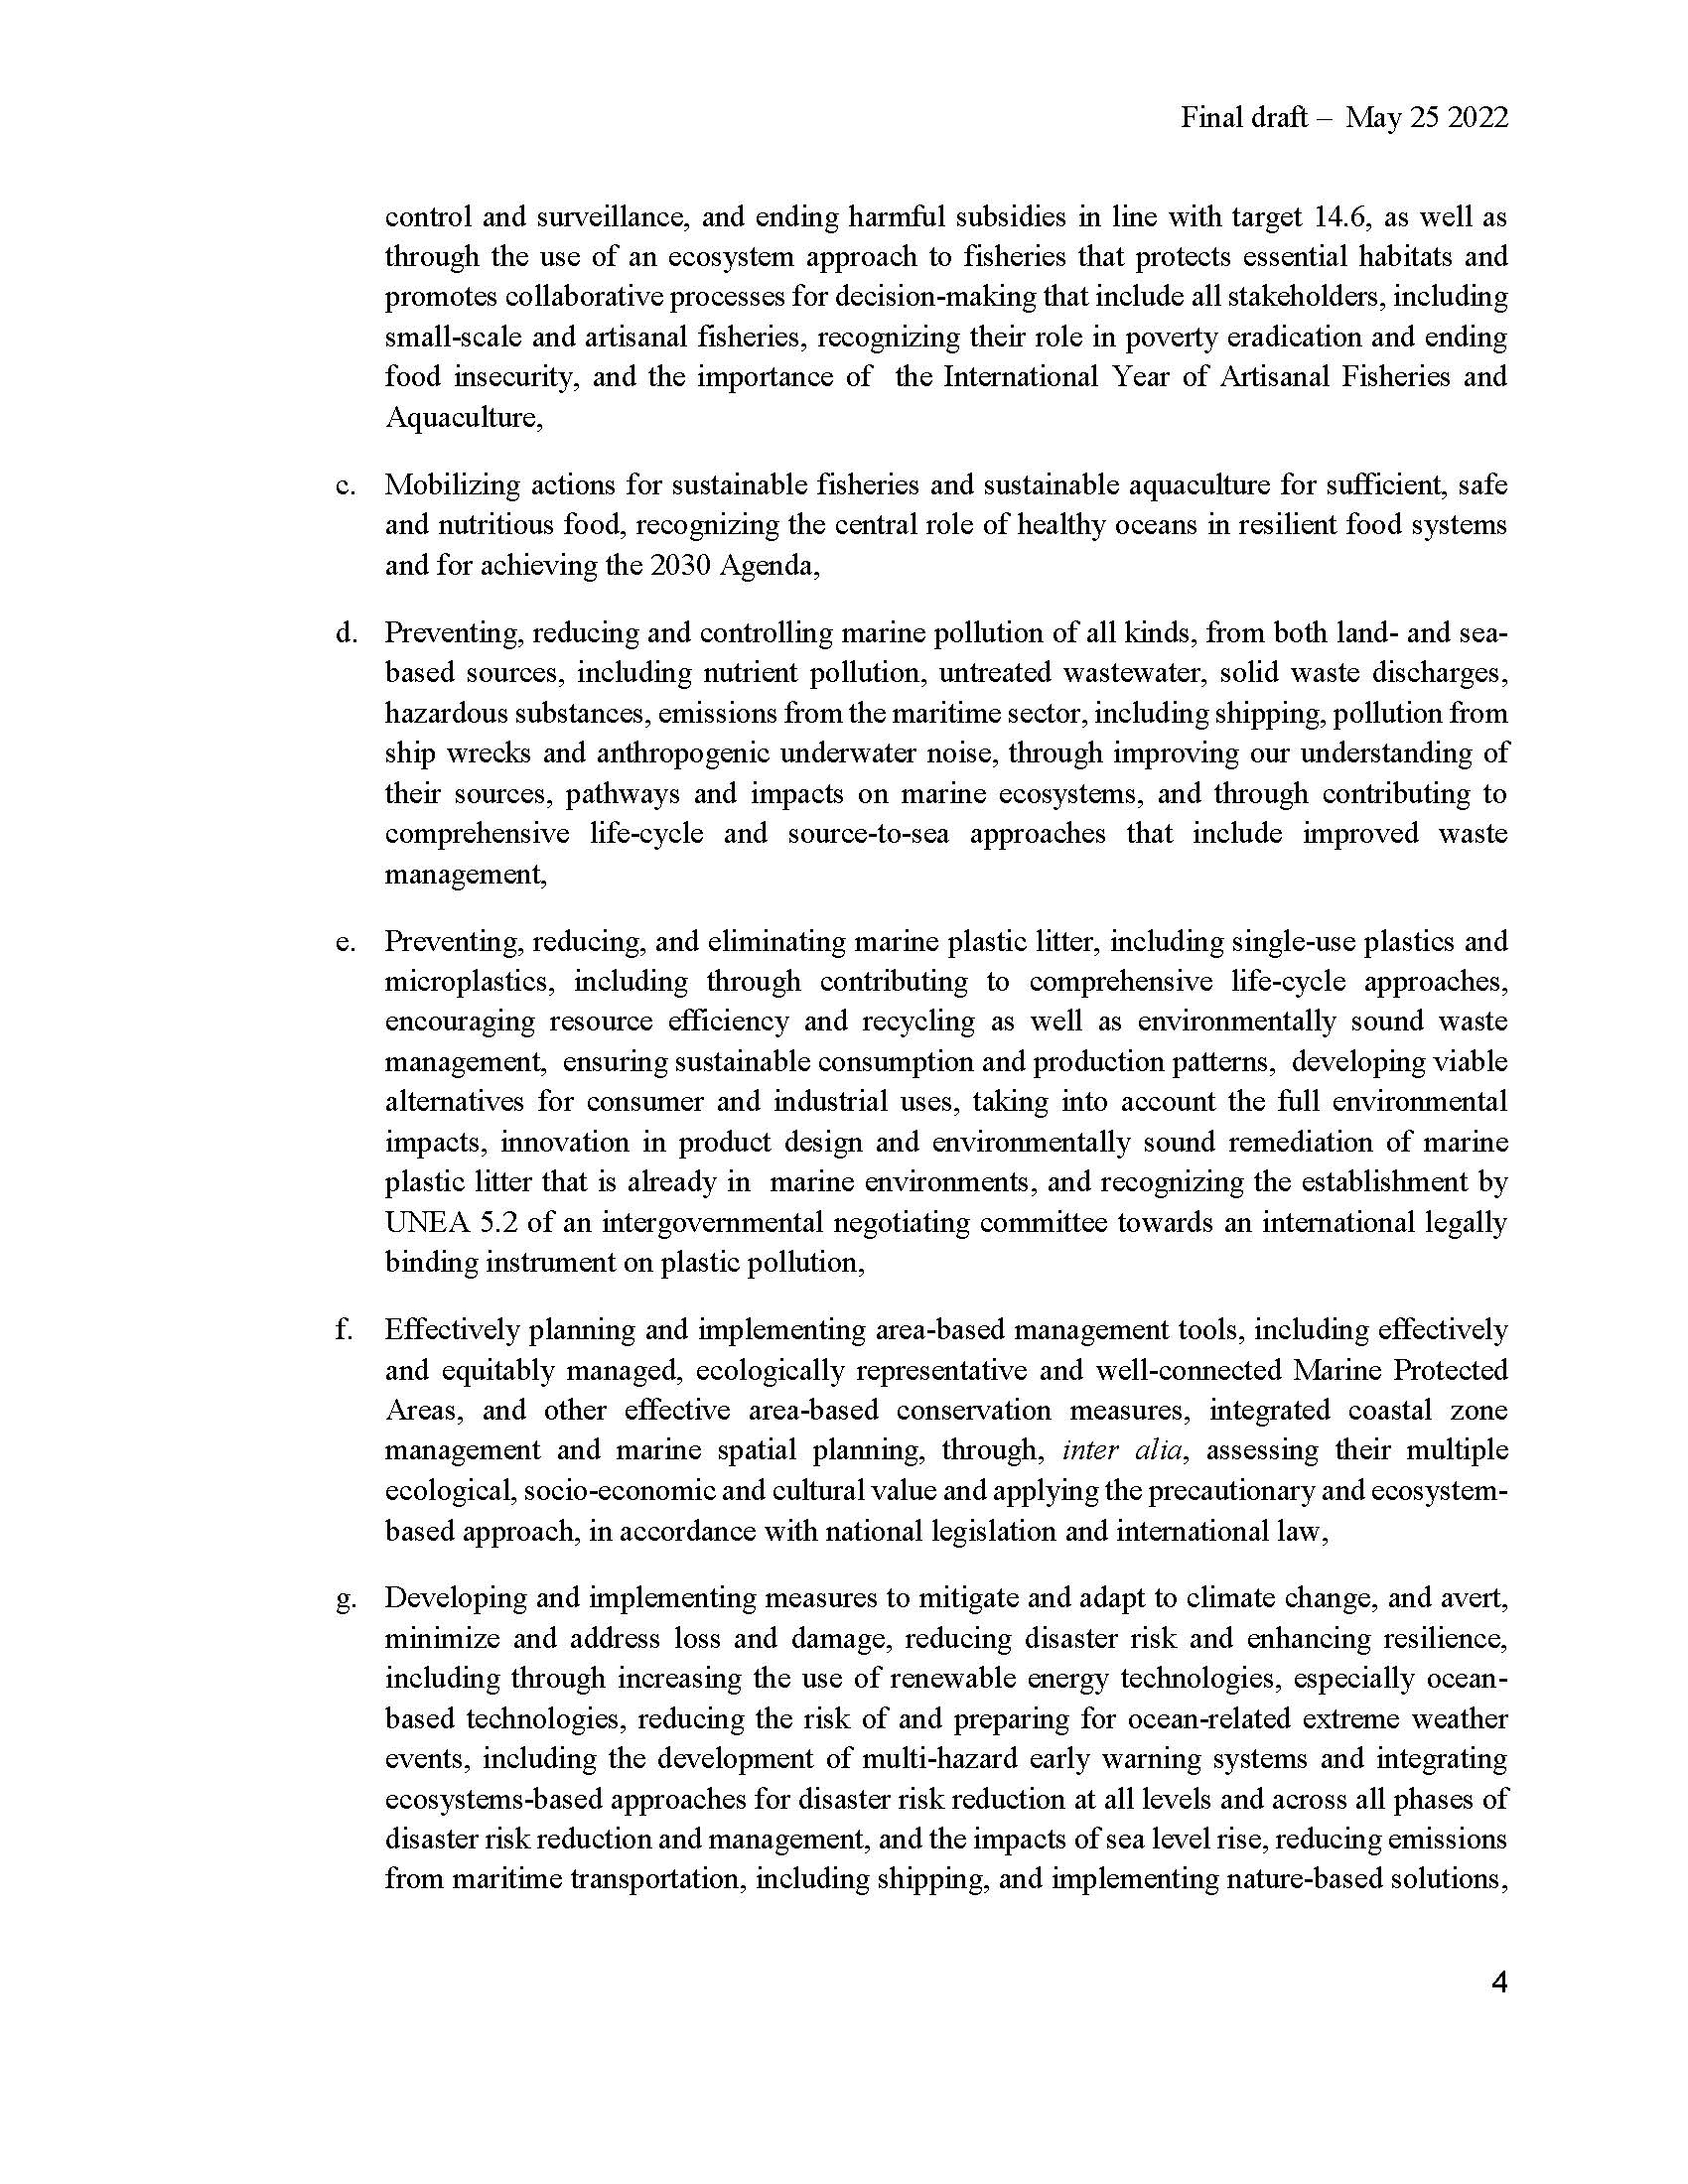 Final draft – May 25 2022
control and surveillance, and ending harmful subsidies in line with target 14.6, as well as
through the use of an ecosystem approach to fisheries that protects essential habitats and
promotes collaborative processes for decision-making that include all stakeholders, including
small-scale and artisanal fisheries, recognizing their role in poverty eradication and ending
food insecurity, and the importance of the International Year of Artisanal Fisheries and
Aquaculture,
c. Mobilizing actions for sustainable fisheries and sustainable aquaculture for sufficient, safe
and nutritious food, recognizing the central role of healthy oceans in resilient food systems
and for achieving the 2030 Agenda,
d. Preventing, reducing and controlling marine pollution of all kinds, from both land- and sea-
based sources, including nutrient pollution, untreated wastewater, solid waste discharges,
hazardous substances, emissions from the maritime sector, including shipping, pollution from
ship wrecks and anthropogenic underwater noise, through improving our understanding of
their sources, pathways and impacts on marine ecosystems, and through contributing to
comprehensive life-cycle and source-to-sea approaches that include improved waste
management,
e. Preventing, reducing, and eliminating marine plastic litter, including single-use plastics and
microplastics, including through contributing to comprehensive life-cycle approaches,
encouraging resource efficiency and recycling as well as environmentally sound waste
management, ensuring sustainable consumption and production patterns, developing viable
alternatives for consumer and industrial uses, taking into account the full environmental
impacts, innovation in product design and environmentally sound remediation of marine
plastic litter that is already in marine environments, and recognizing the establishment by
UNEA 5.2 of an intergovernmental negotiating committee towards an international legally
binding instrument on plastic pollution,
f. Effectively planning and implementing area-based management tools, including effectively
and equitably managed, ecologically representative and well-connected Marine Protected
Areas, and other effective area-based conservation measures, integrated coastal zone
management and marine spatial planning, through, inter alia, assessing their multiple
ecological, socio-economic and cultural value and applying the precautionary and ecosystem-
based approach, in accordance with national legislation and international law,
g. Developing and implementing measures to mitigate and adapt to climate change, and avert,
minimize and address loss and damage, reducing disaster risk and enhancing resilience,
including through increasing the use of renewable energy technologies, especially ocean-
based technologies, reducing the risk of and preparing for ocean-related extreme weather
events, including the development of multi-hazard early warning systems and integrating
ecosystems-based approaches for disaster risk reduction at all levels and across all phases of
disaster risk reduction and management, and the impacts of sea level rise, reducing emissions
from maritime transportation, including shipping, and implementing nature-based solutions,
4